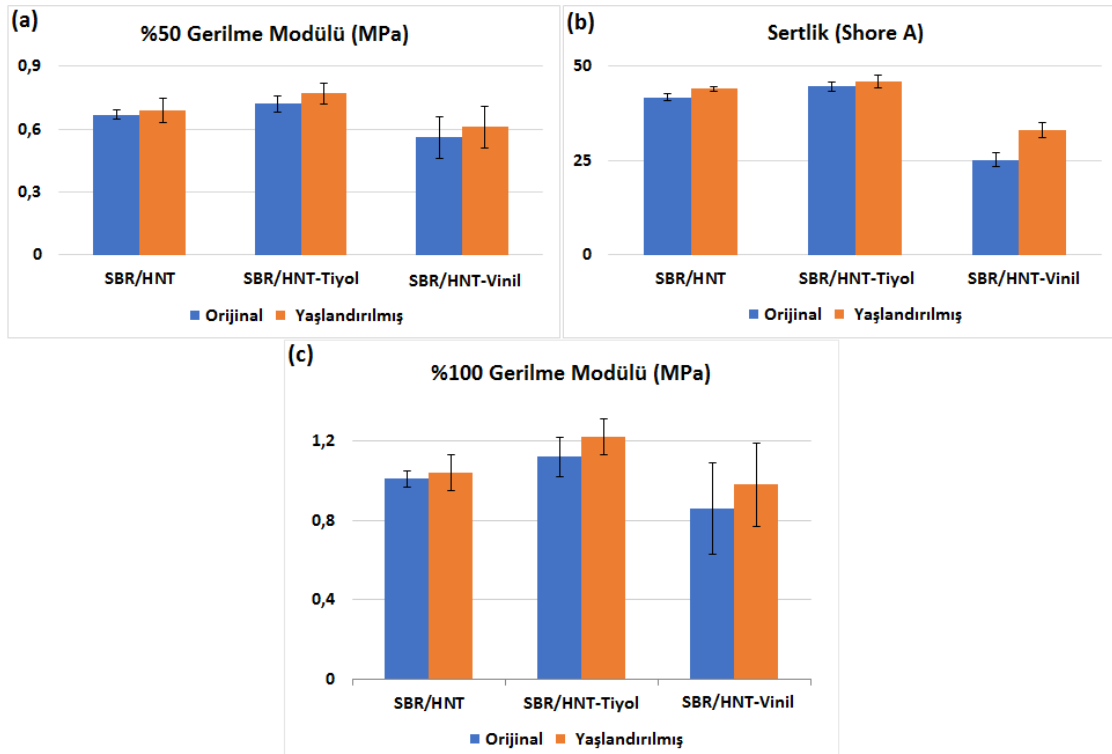 (a)
%50 Gerilme Modülü (MPa)
0,9
0,6
0,3
0
SBR/HNT SBR/HNT-Tiyol SBR/HNT-Vinil
Orijinal Yaşlandırılmış
(b)
Sertlik (Shore A)
50
25
0
SBR/HNT SBR/HNT-Tiyol SBR/HNT-Vinil
Orijinal Yaşlandırılmış
(c)
%100 Gerilme Modülü (MPa)
1,2
0,8
0,4
0
SBR/HNT SBR/HNT-Tiyol SBR/HNT-Vinil
Orijinal Yaşlandırılmış